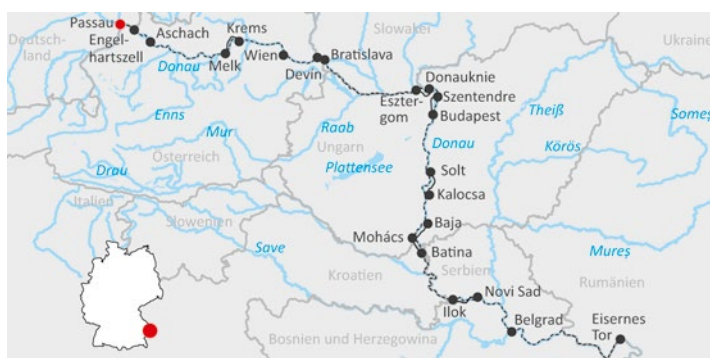 Passau
Deutsch-
land
Engel-
hartszell
Aschach
Krems
Donau
Melk
Wien
Devin
Bratislava
Slowakei
Ukraine
Donauknie
Eszter-
gom
Szentendre
Budapest
Theiß
Someș
Enns
Mur
Raab
Ungarn
Plattensee
Donau
Körös
Österreich
Drau
Solt
Kalocsa
Italien
Slowenien
Save
Baja
Mohács
Batina
Mureș
Kroatien
Serbien
Rumänien
Ilok
Novi Sad
Belgrad
Eisernes
Tor
Bosnien und Herzegowina